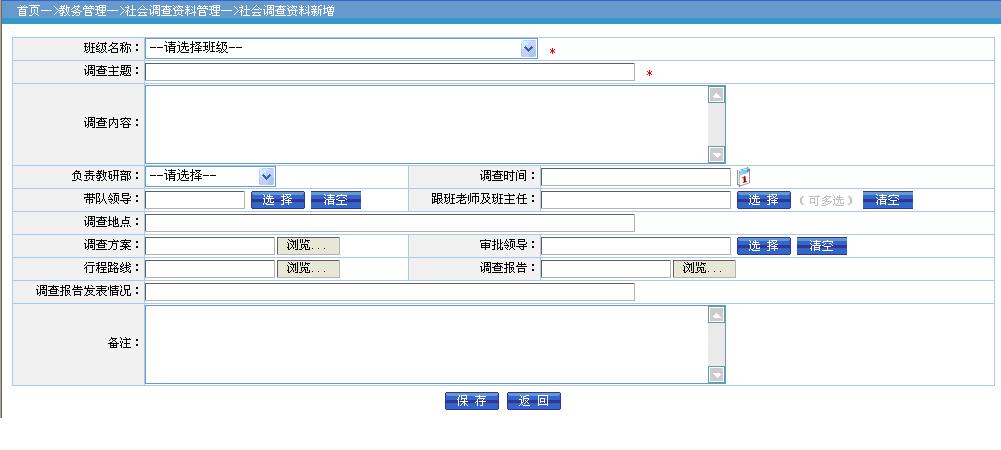 首页一>教务管理一>社会调查资料管理一>社会调查资料新增
班级名称： --请选择班级-- *
调查主题： *
调查内容：
负责教研部： --请选择-- 调查时间： 1
带队领导： 选 择 清空 跟班老师及班主任： 选 择 （可多选） 清空
调查地点：
调查方案： 浏览... 审批领导： 选 择 清空
行程路线： 浏览... 调查报告： 浏览...
调查报告发表情况：
备注：
保 存 返 回